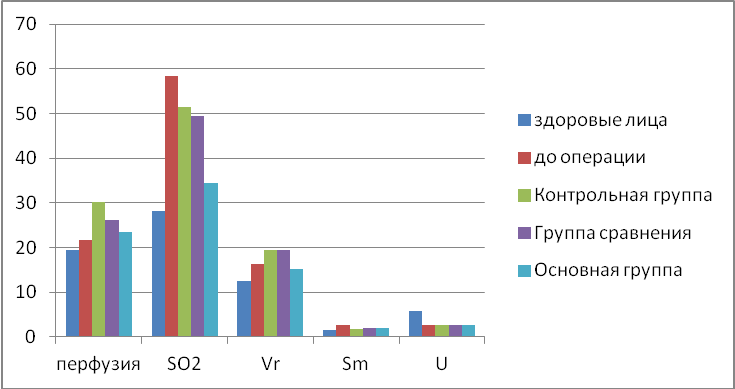 70
60
50
40
30
20
10
0
перфузия SO2 Vr Sm U
здоровые лица
до операции
Контрольная группа
Группа сравнения
Основная группа